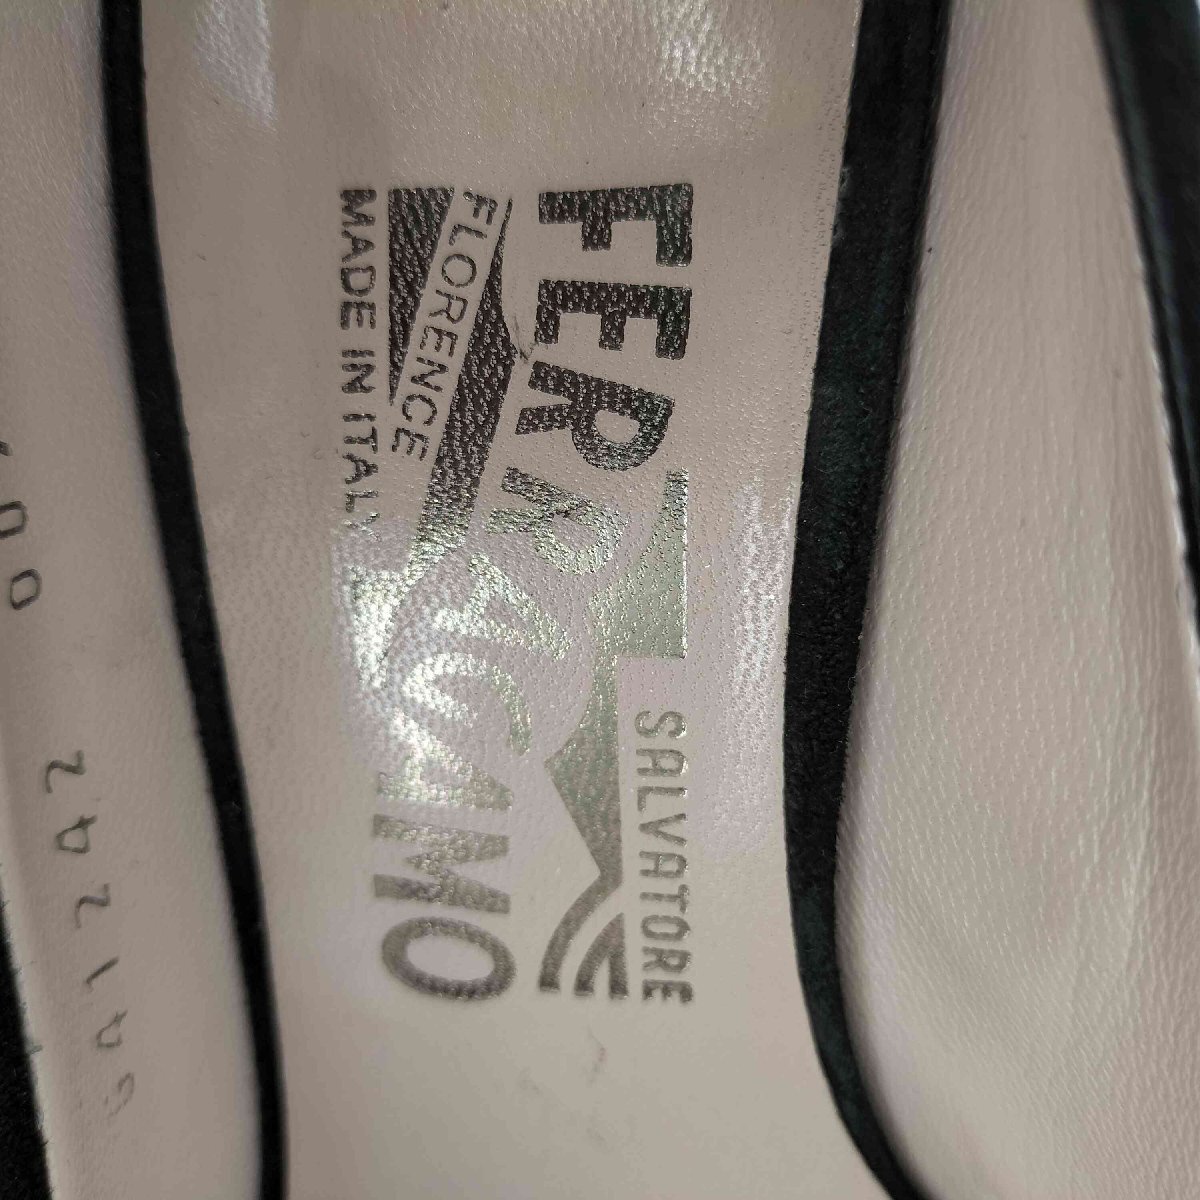 SALVATORE
FERRAGAMO
FLORENCE
MADE IN ITALY